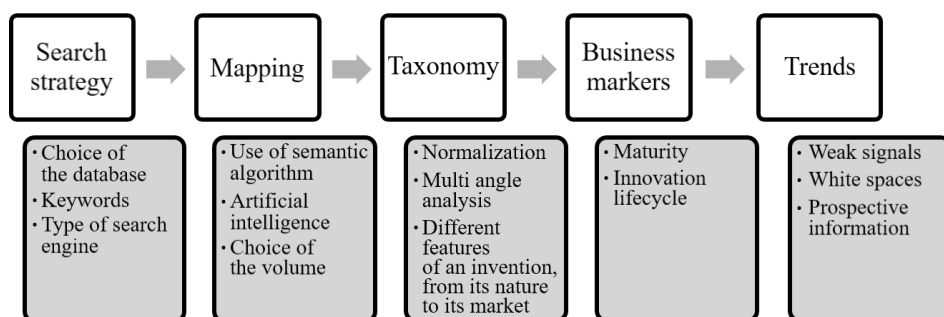 Search
strategy
Mapping
Taxonomy
Business
markers
Trends
· Choice of
the database
· Keywords
· Type of search
engine
· Use of semantic
algorithm
· Artificial
intelligence
· Choice of
the volume
· Normalization
· Multi angle
analysis
· Different
features
of an invention,
from its nature
to its market
· Maturity
· Innovation
lifecycle
· Weak signals
· White spaces
· Prospective
information